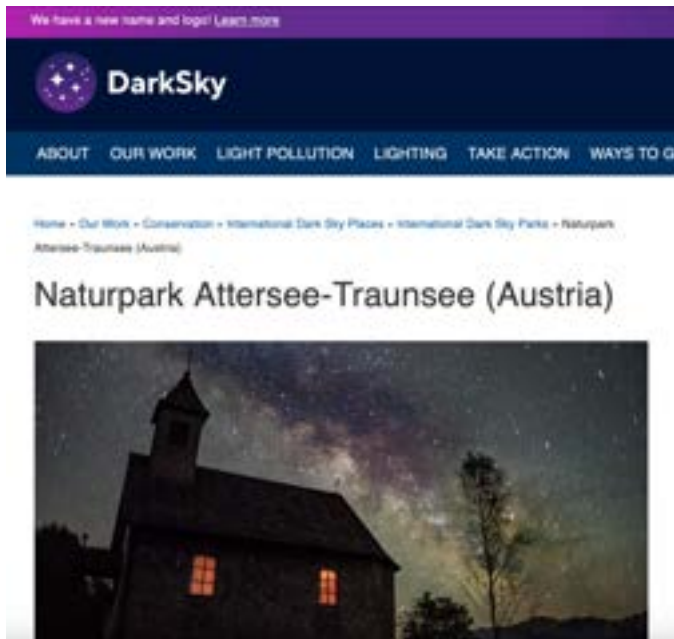 We have a new name and logo! Learn more
DarkSky
ABOUT OUR WORK LIGHT POLLUTION LIGHTING TAKE ACTION WAYS TO G
Home » Our Work » Conservation » International Dark Sky Places » International Dark Sky Parks » Naturpark
Attersee-Traunsee (Austria)
Naturpark Attersee-Traunsee (Austria)